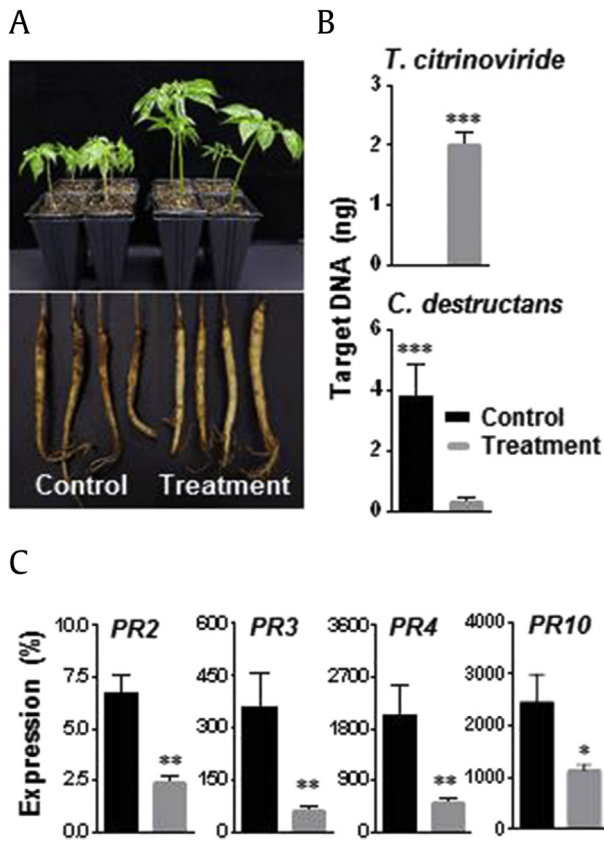 A
B
T. citrinoviride
3
***
2
1
0
Target DNA (ng)
C. destructans
6
***
4
2
0
Control
Treatment
Control Treatment
C
Expression (%)
PR2
10.0
7.5
5.0
2.5
0.0
**
PR3
600
450
300
150
0
**
PR4
3600
2700
1800
900
0
**
PR10
4000
3000
2000
1000
0
*